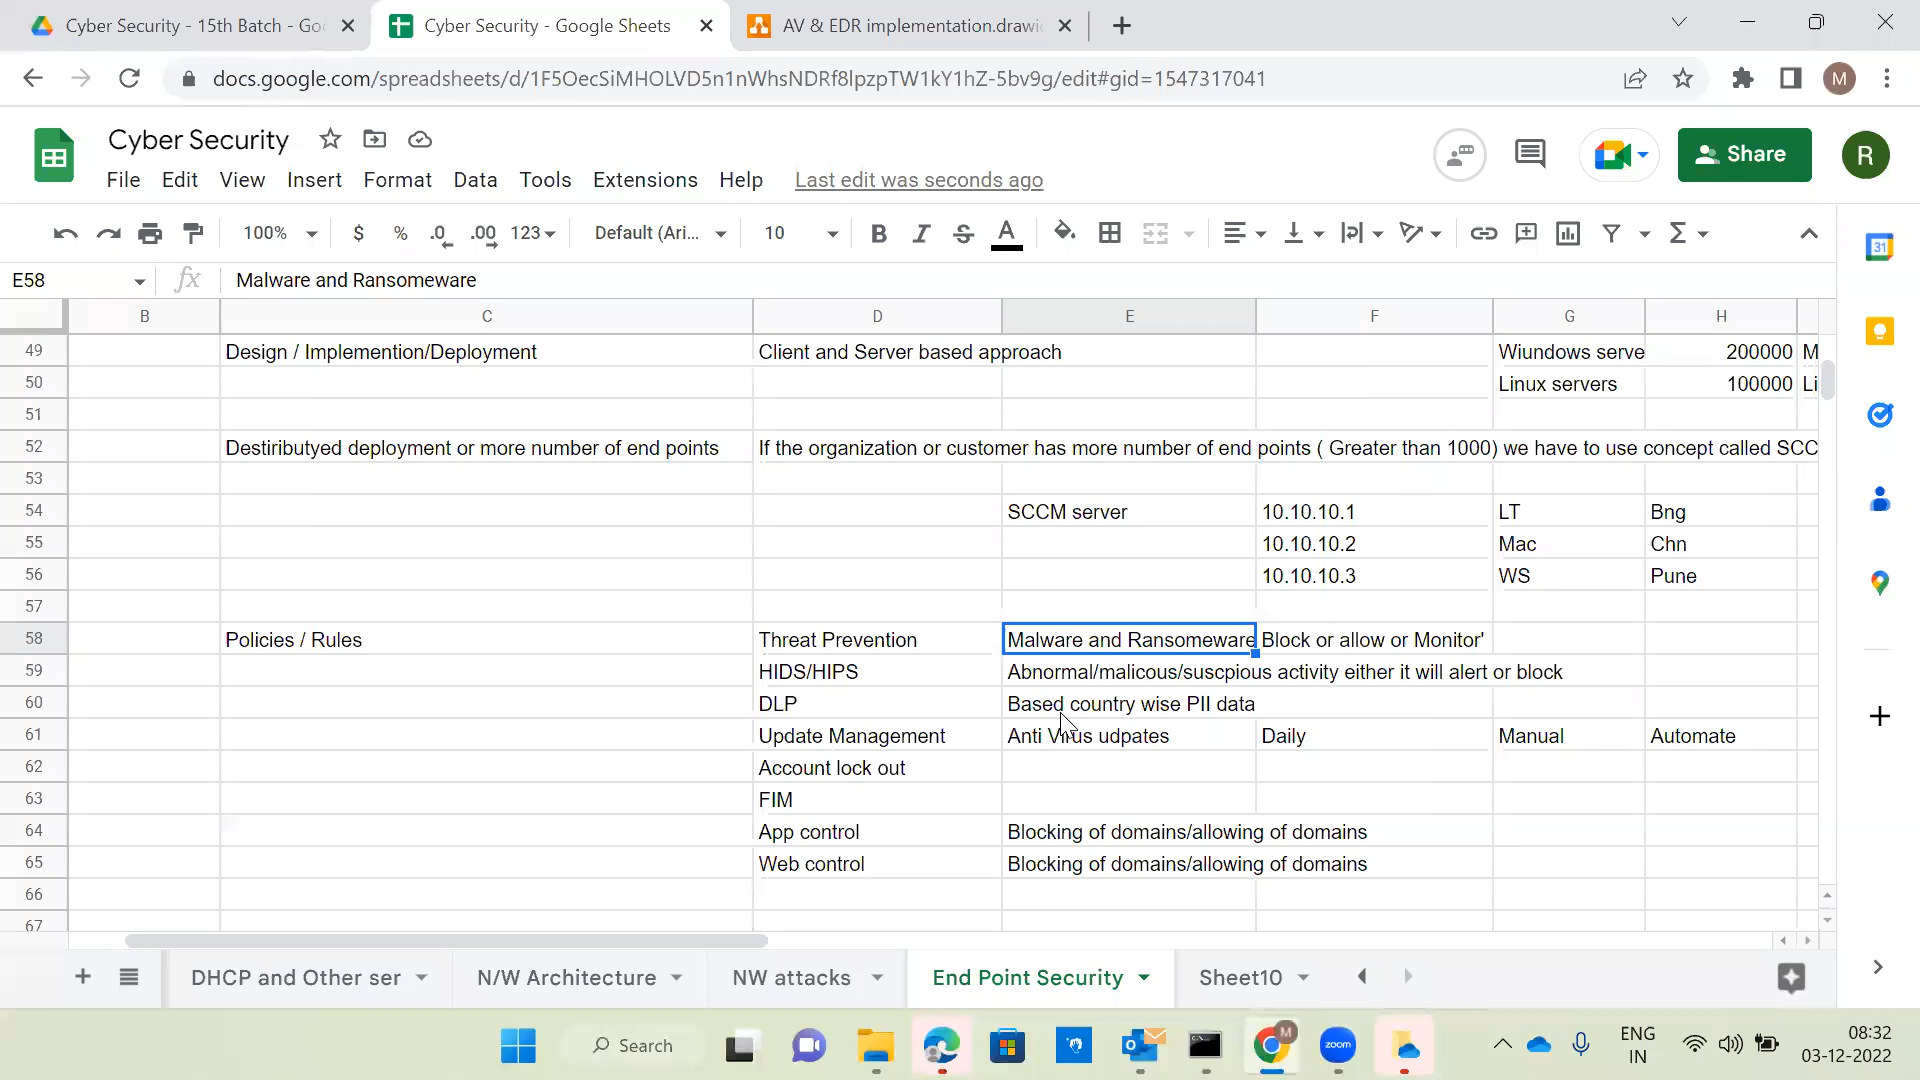 Cyber Security - 15th Batch - Go
Cyber Security - Google Sheets
AV & EDR implementation.drawi
docs.google.com/spreadsheets/d/1F5OecSiMHOLVD5n1nWhsNDRf8lpzpTW1kY1hZ-5bv9g/edit#gid=1547317041
M
Cyber Security
Share
R
File Edit View Insert Format Data Tools Extensions Help Last edit was seconds ago
100% $ % .0 .00 123 Default (Ari... 10 B I S A
31
E58 fx Malware and Ransomeware
B C D E F G H
49 Design / Implemention/Deployment Client and Server based approach Wiundows serve 200000 M
50 Linux servers 100000 Li
51
52 Destiributyed deployment or more number of end points If the organization or customer has more number of end points ( Greater than 1000) we have to use concept called SCC
53
54 SCCM server 10.10.10.1 LT Bng
55 10.10.10.2 Mac Chn
56 10.10.10.3 WS Pune
57
58 Policies / Rules Threat Prevention Malware and Ransomeware Block or allow or Monitor'
59 HIDS/HIPS Abnormal/malicous/suscpious activity either it will alert or block
60 DLP Based country wise PII data
61 Update Management Anti Virus udpates Daily Manual Automate
62 Account lock out
63 FIM
64 App control Blocking of domains/allowing of domains
65 Web control Blocking of domains/allowing of domains
66
67
DHCP and Other ser N/W Architecture NW attacks End Point Security Sheet10
Search
M
zoom
ENG
IN
08:32
03-12-2022